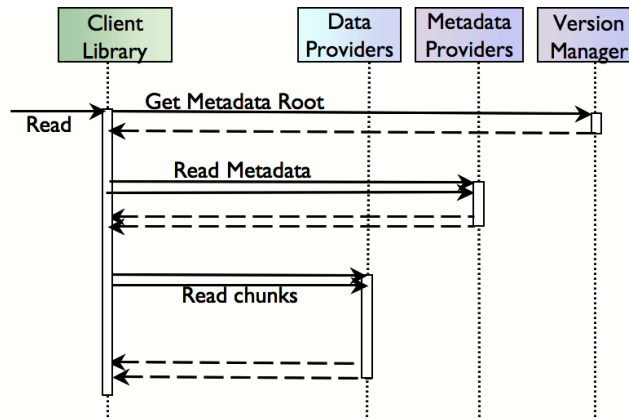 Client
Library
Data
Providers
Metadata
Providers
Version
Manager
Get Metadata Root
Read
Read Metadata
Read chunks